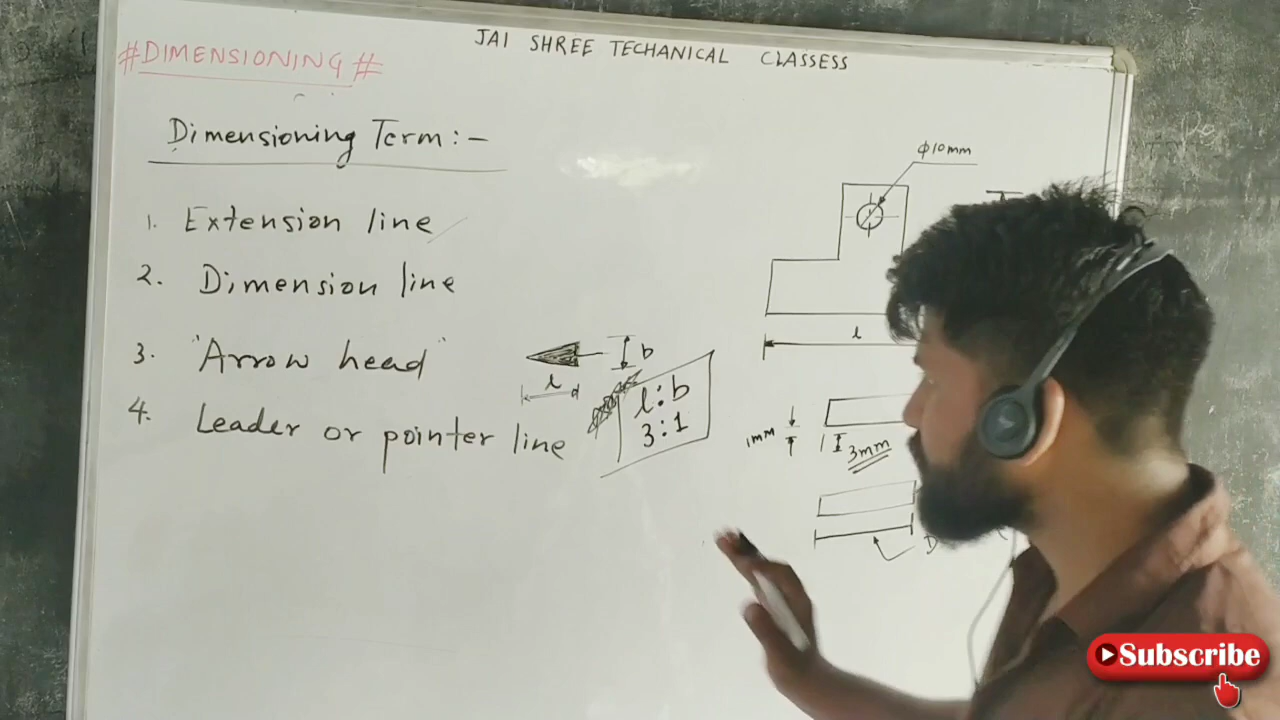 JAI SHREE TECHANICAL CLASSESS
#DIMENSIONING#
Dimensioning Term:-
1. Extension line
2. Dimension line
3. "Arrow head"
4. Leader or pointer line
l
b
l:b
3:1
φ10mm
l
1mm
3mm
D
Subscribe